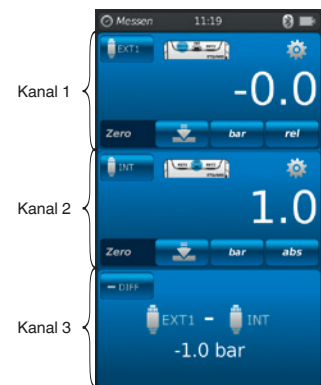 Messen 11:19
Kanal 1
EXT1
-0.0
Zero bar rel
Kanal 2
INT
1.0
Zero bar abs
Kanal 3
– DIFF
EXT1 – INT
-1.0 bar